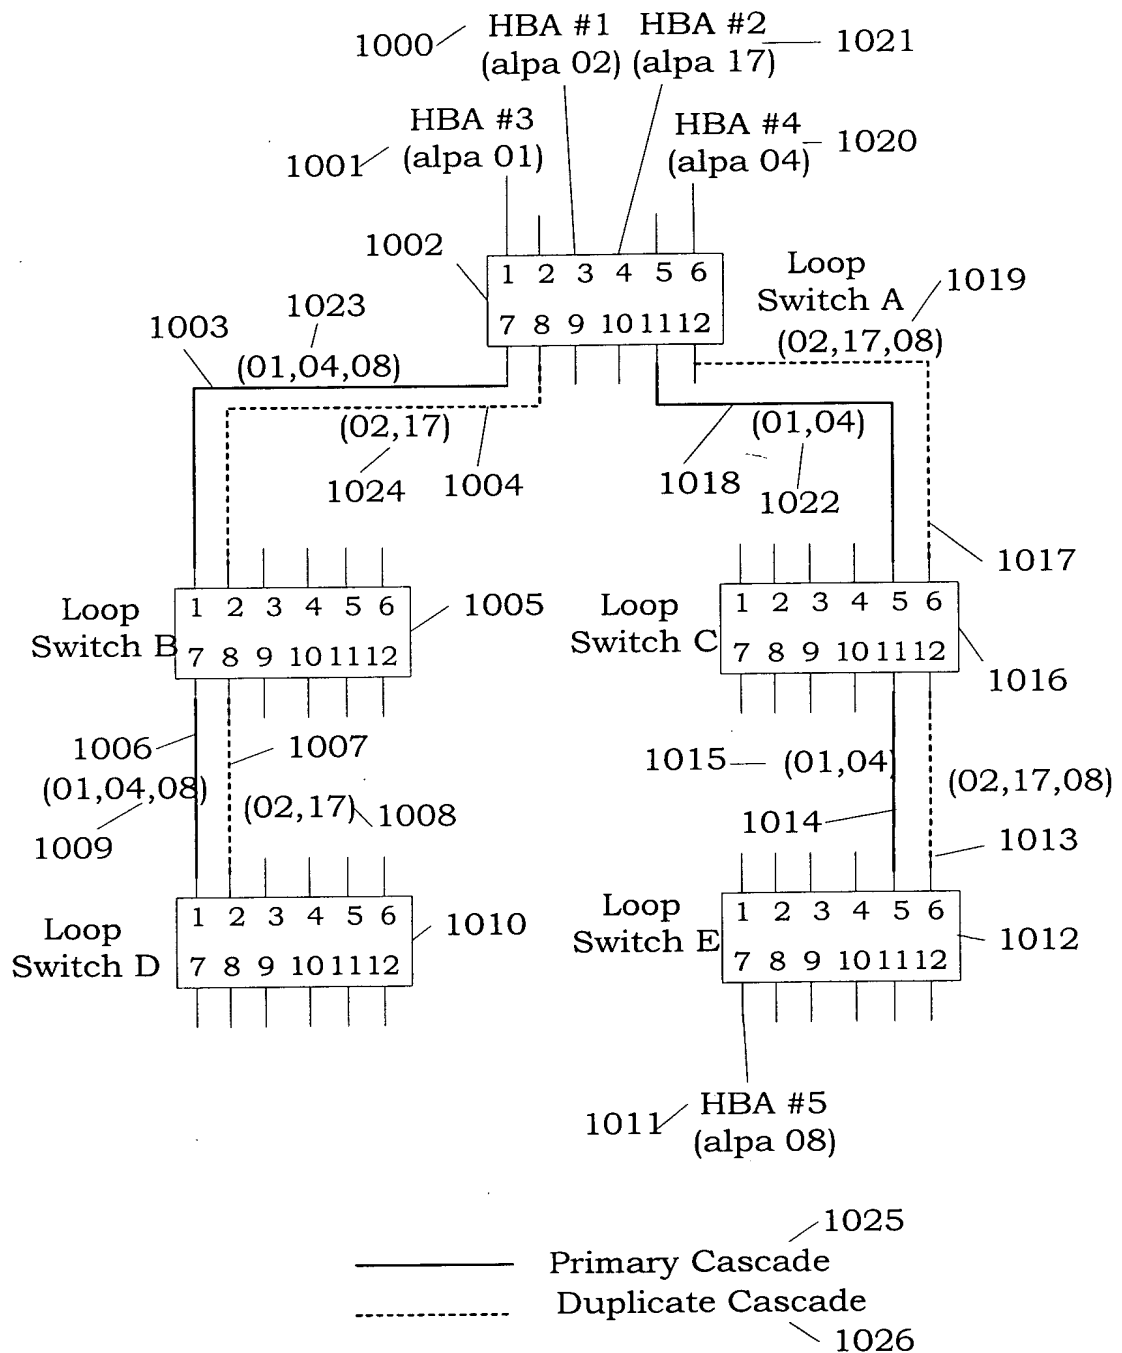 HBA #1 HBA #2
1000 (alpa 02) (alpa 17) 1021
HBA #3 HBA #4
1001 (alpa 01) (alpa 04) 1020
1002
1 2 3 4 5 6
7 8 9 10 11 12
Loop
Switch A
1019
(02,17,08)
1023
1003
(01,04,08)
(02,17)
1024
1004
(01,04)
1018
1022
1017
Loop
Switch B
1 2 3 4 5 6
7 8 9 10 11 12
1005
Loop
Switch C
1 2 3 4 5 6
7 8 9 10 11 12
1016
1006
1007
(01,04,08)
(02,17)
1008
1009
1015
(01,04)
(02,17,08)
1014
1013
Loop
Switch D
1 2 3 4 5 6
7 8 9 10 11 12
1010
Loop
Switch E
1 2 3 4 5 6
7 8 9 10 11 12
1012
1011
HBA #5
(alpa 08)
1025
Primary Cascade
Duplicate Cascade
1026